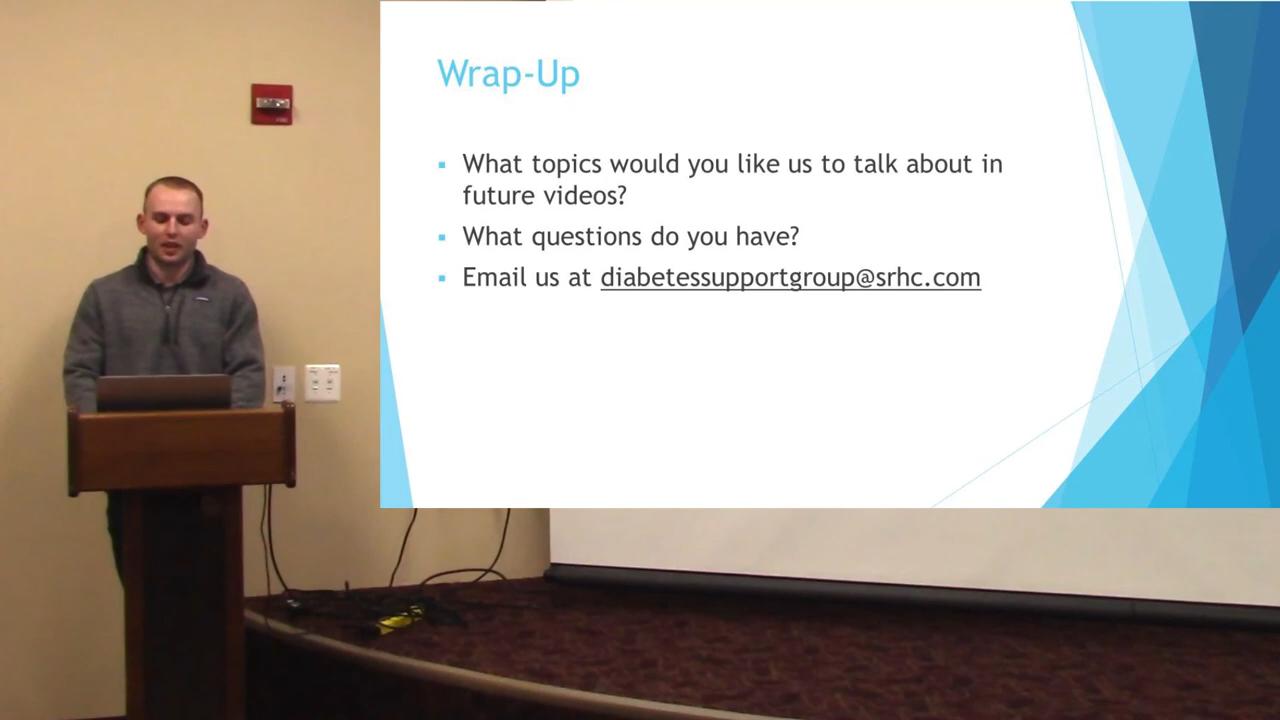 Wrap-Up
What topics would you like us to talk about in
future videos?
What questions do you have?
Email us at diabetessupportgroup@srhc.com